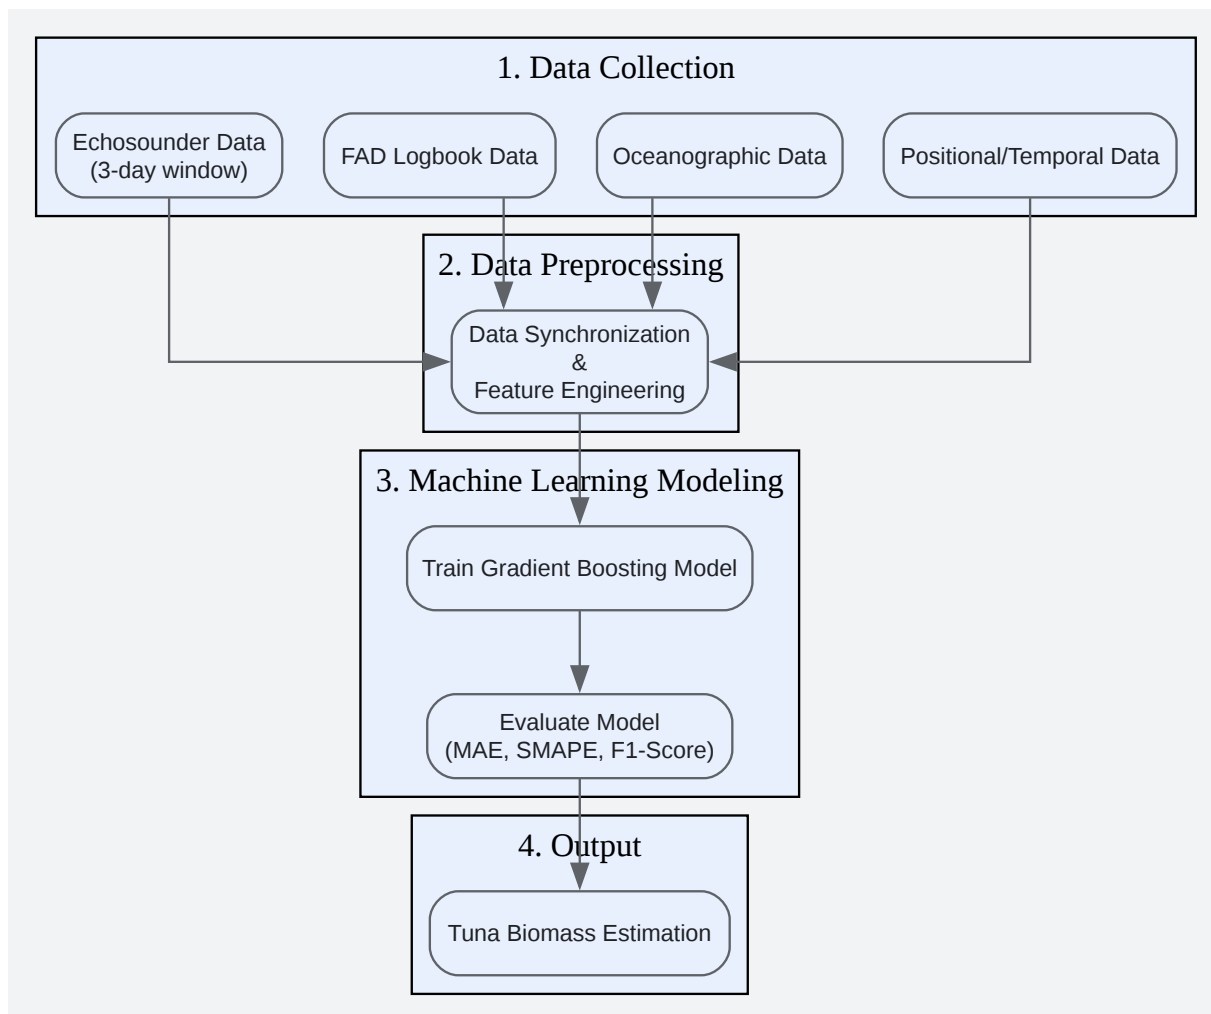 1. Data Collection
Echosounder Data
(3-day window)
FAD Logbook Data
Oceanographic Data
Positional/Temporal Data
2. Data Preprocessing
Data Synchronization
&
Feature Engineering
3. Machine Learning Modeling
Train Gradient Boosting Model
Evaluate Model
(MAE, SMAPE, F1-Score)
4. Output
Tuna Biomass Estimation